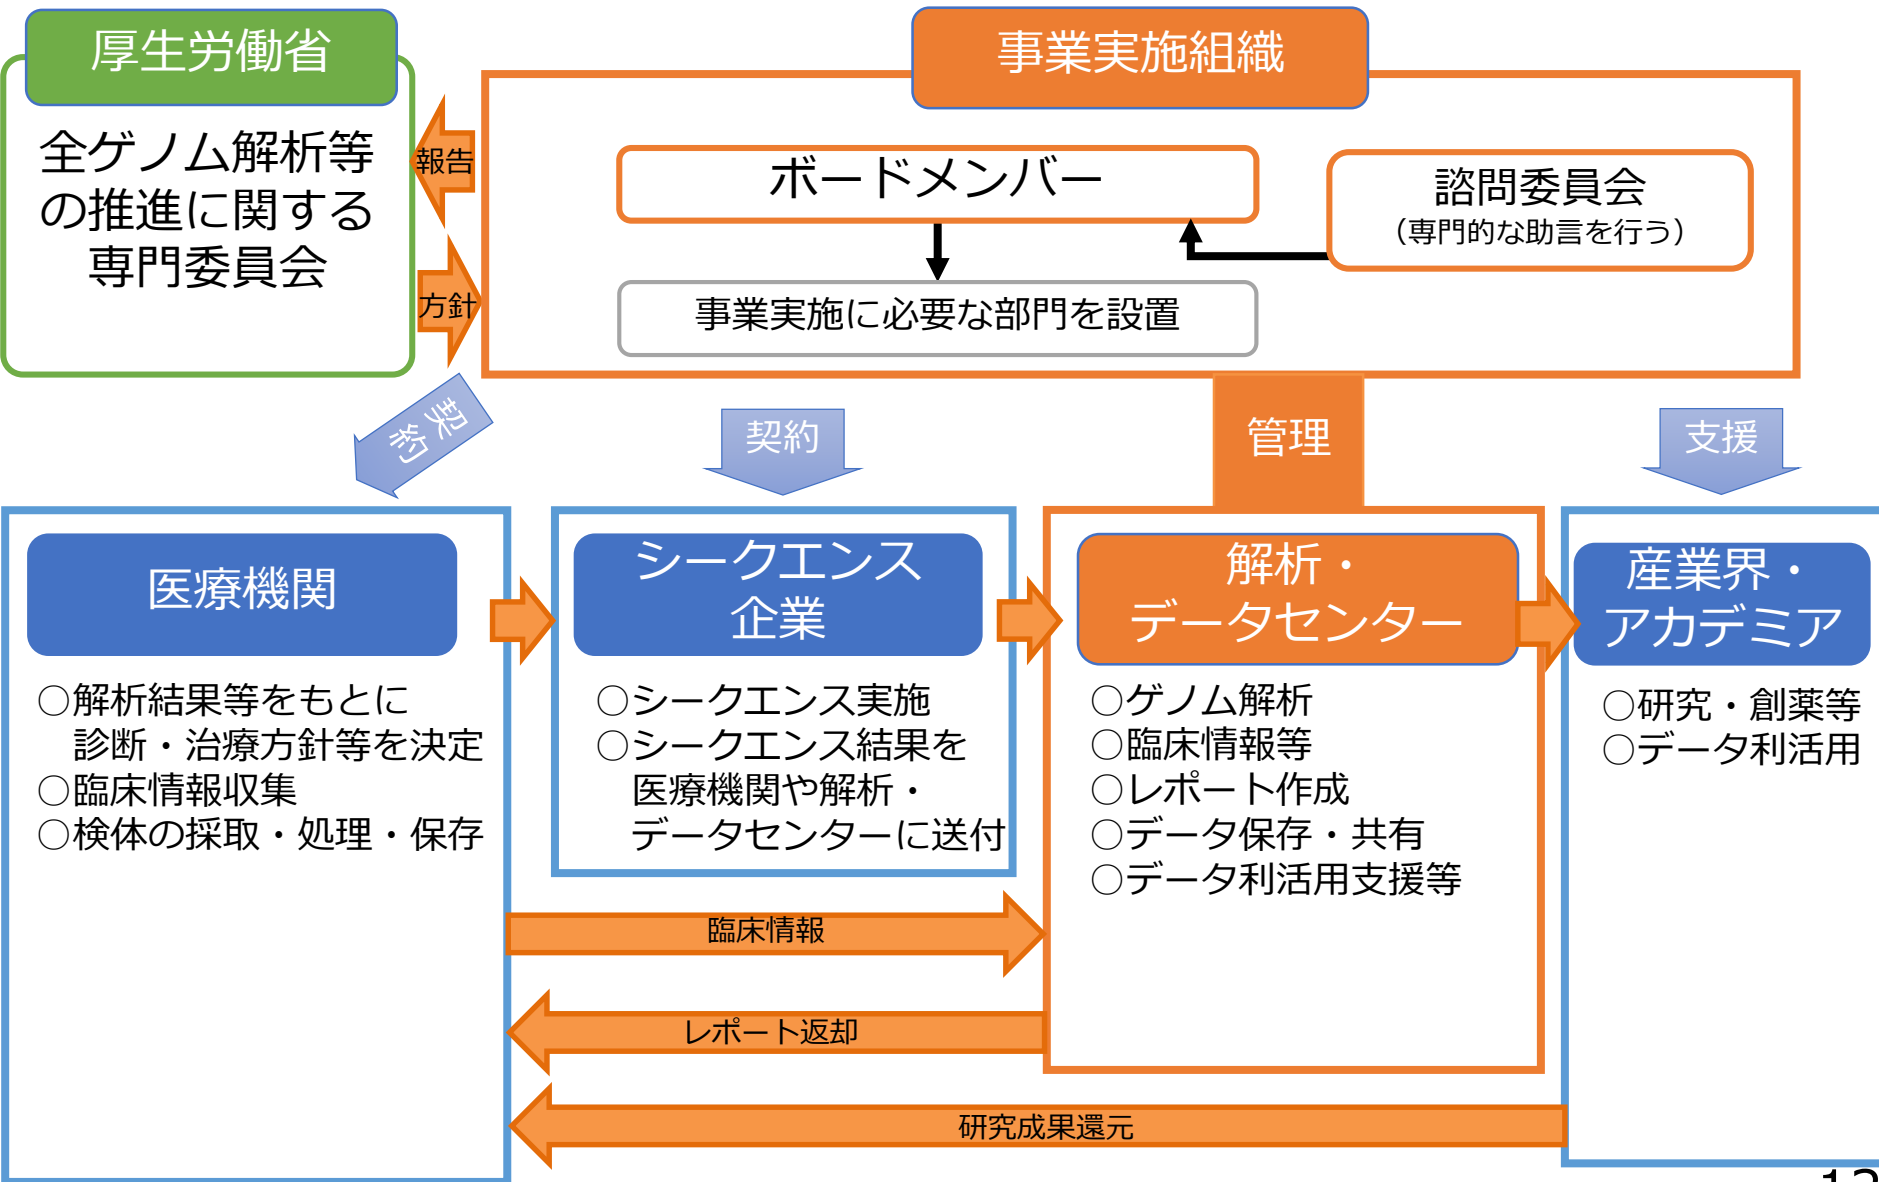 厚生労働省
全ゲノム解析等
の推進に関する
専門委員会
報告
方針
事業実施組織
ボードメンバー
諮問委員会
（専門的な助言を行う）
事業実施に必要な部門を設置
契約
契約
管理
支援
医療機関
○解析結果等をもとに
診断・治療方針等を決定
○臨床情報収集
○検体の採取・処理・保存
シークエンス
企業
○シークエンス実施
○シークエンス結果を
医療機関や解析・
データセンターに送付
解析・
データセンター
○ゲノム解析
○臨床情報等
○レポート作成
○データ保存・共有
○データ利活用支援等
産業界・
アカデミア
○研究・創薬等
○データ利活用
臨床情報
レポート返却
研究成果還元